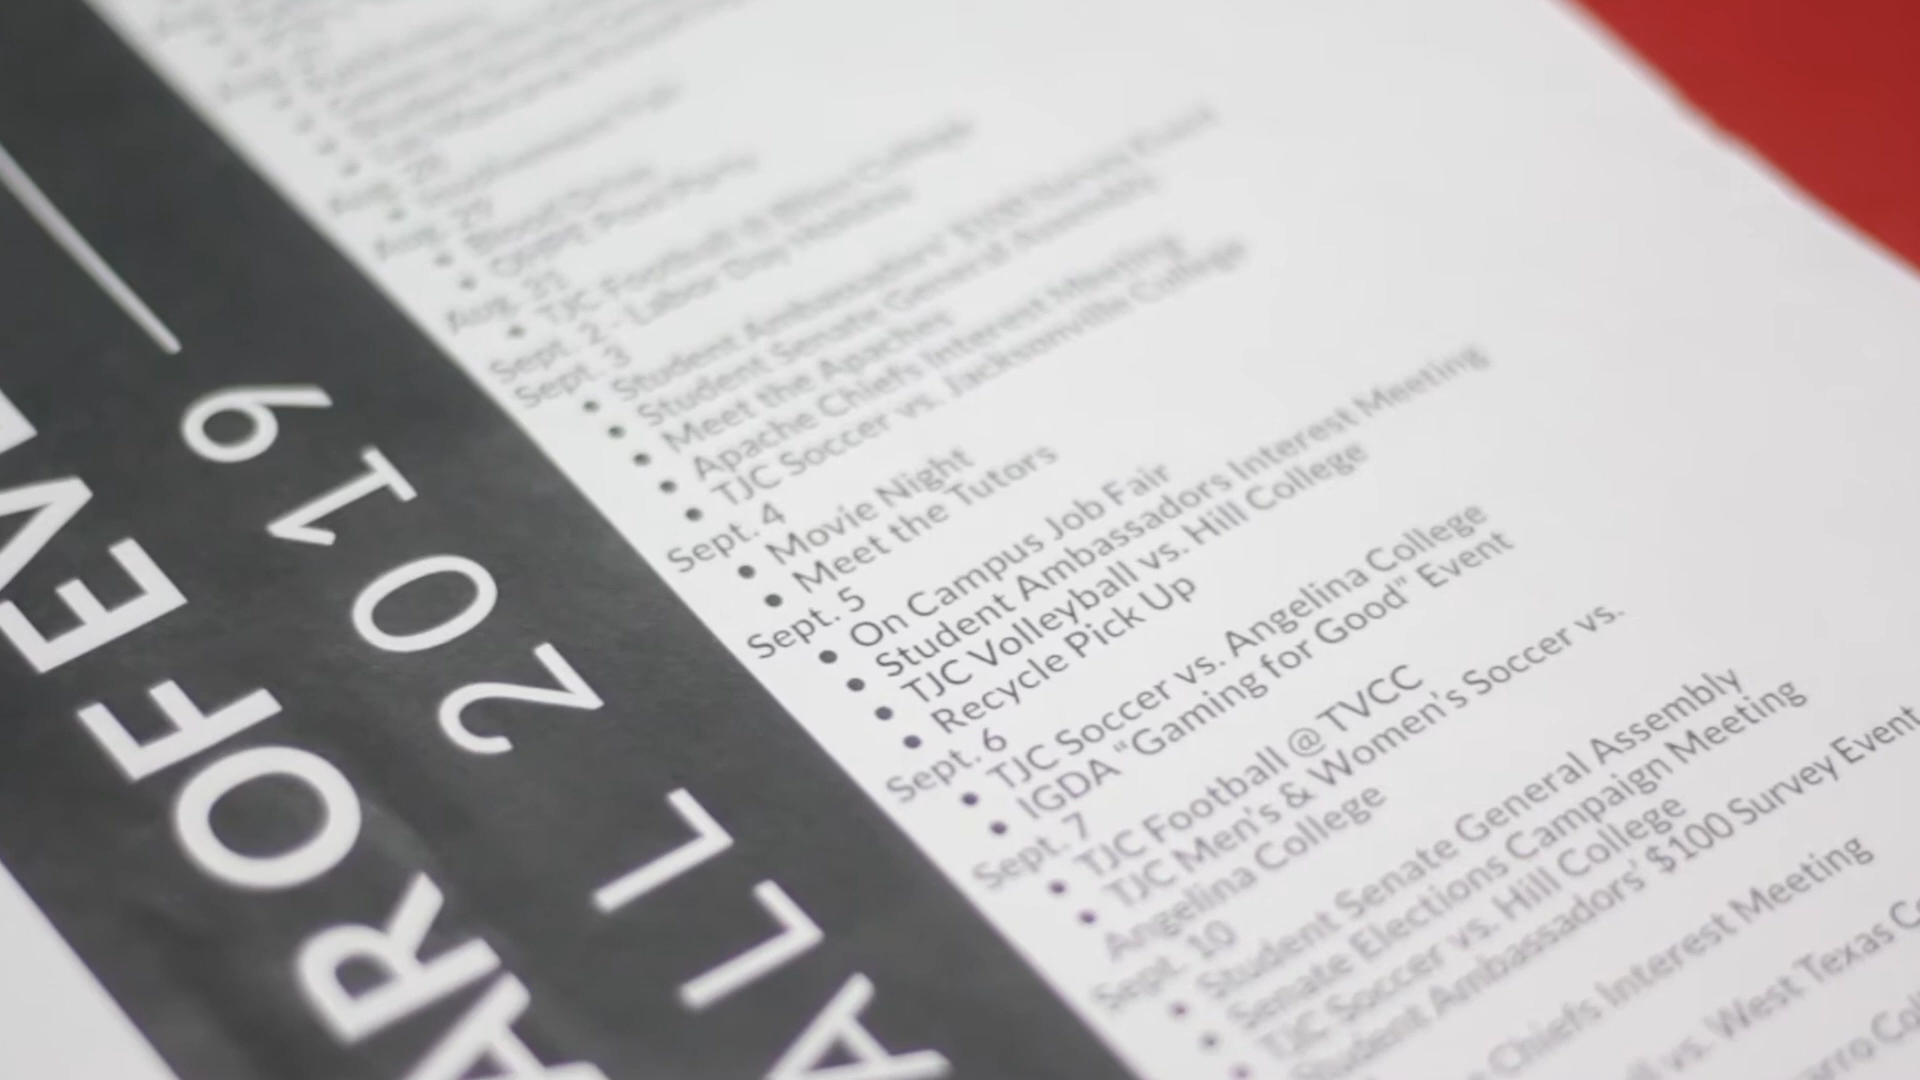 AR OF EVE
ALL 2019
Aug. 31
• TJC Football @ Blinn College
Sept. 2 - Labor Day Holiday
Sept. 3
• Student Ambassadors' $100 Survey Event
• Student Senate General Assembly
• Meet the Apaches
• Apache Chiefs Interest Meeting
• TJC Soccer vs. Jacksonville College
Sept. 4
• Movie Night
• Meet the Tutors
Sept. 5
• On Campus Job Fair
• Student Ambassadors Interest Meeting
• TJC Volleyball vs. Hill College
• Recycle Pick Up
Sept. 6
• TJC Soccer vs. Angelina College
• IGDA "Gaming for Good" Event
Sept. 7
• TJC Football @ TVCC
• TJC Men's & Women's Soccer vs.
Angelina College
Sept. 10
• Student Senate General Assembly
• Senate Elections Campaign Meeting
• TJC Soccer vs. Hill College
Student Ambassadors' $100 Survey Event
Chiefs Interest Meeting
vs. West Texas